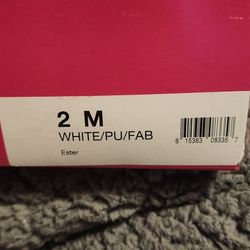 2 M
WHITE/PU/FAB
Ester
6 15363 08335 7